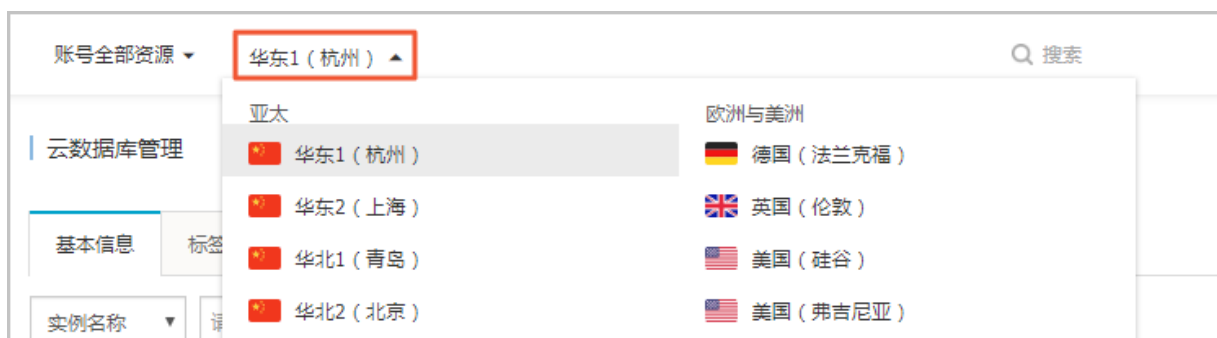 账号全部资源
华东1（杭州）
搜索
亚太
欧洲与美洲
云数据库管理
华东1（杭州）
德国（法兰克福）
华东2（上海）
英国（伦敦）
基本信息
标签
华北1（青岛）
美国（硅谷）
实例名称
华北2（北京）
美国（弗吉尼亚）